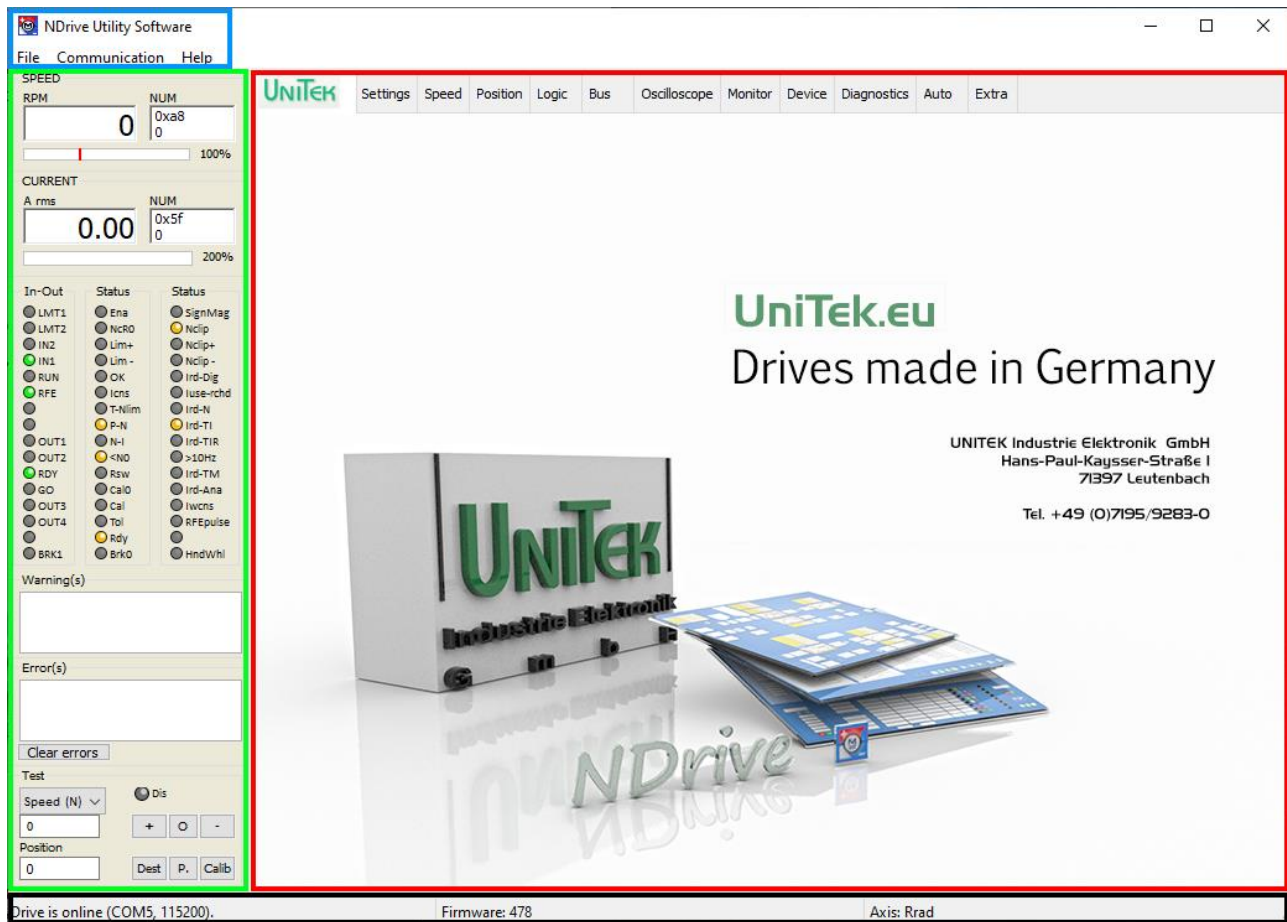 NDrive Utility Software
File Communication Help
SPEED
RPM NUM
0 0xa8
0
100%
CURRENT
A rms NUM
0.00 0x5f
0
200%
In-Out Status Status
LMT1 Ena SignMag
LMT2 NcR0 Nclip
IN2 Lim+ Nclip+
IN1 Lim - Nclip -
RUN OK Ird-Dig
RFE Icns Iuse-rchd
T-Nlim Ird-N
P-N Ird-TI
OUT1 N-I Ird-TIR
OUT2 <N0 >10Hz
RDY Rsw Ird-TM
GO Cal0 Ird-Ana
OUT3 Cal Iwcns
OUT4 Tol RFEpulse
Rdy
BRK1 Brk0 HndWhl
Warning(s)
Error(s)
Clear errors
Test
Speed (N) Dis
0 + O -
Position
0 Dest P. Calib
UNITEK Settings Speed Position Logic Bus Oscilloscope Monitor Device Diagnostics Auto Extra
UniTek.eu
Drives made in Germany
UNITEK Industrie Elektronik GmbH
Hans-Paul-Kaysser-Straße 1
71397 Leutenbach
Tel. +49 (0)7195/9283-0
UNITEK
Industrie Elektronik
G m b H
NDrive
Drive is online (COM5, 115200). Firmware: 478 Axis: Rrad